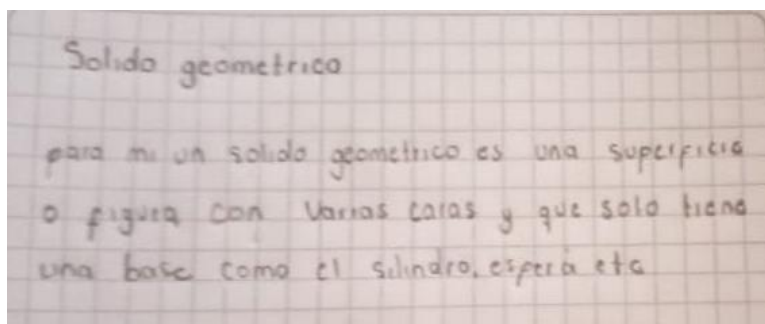 Solido geometrico
para mi un solido geometrico es una superficie
o figura con varias caras y que solo tiene
una base como el silindro, esfera etc